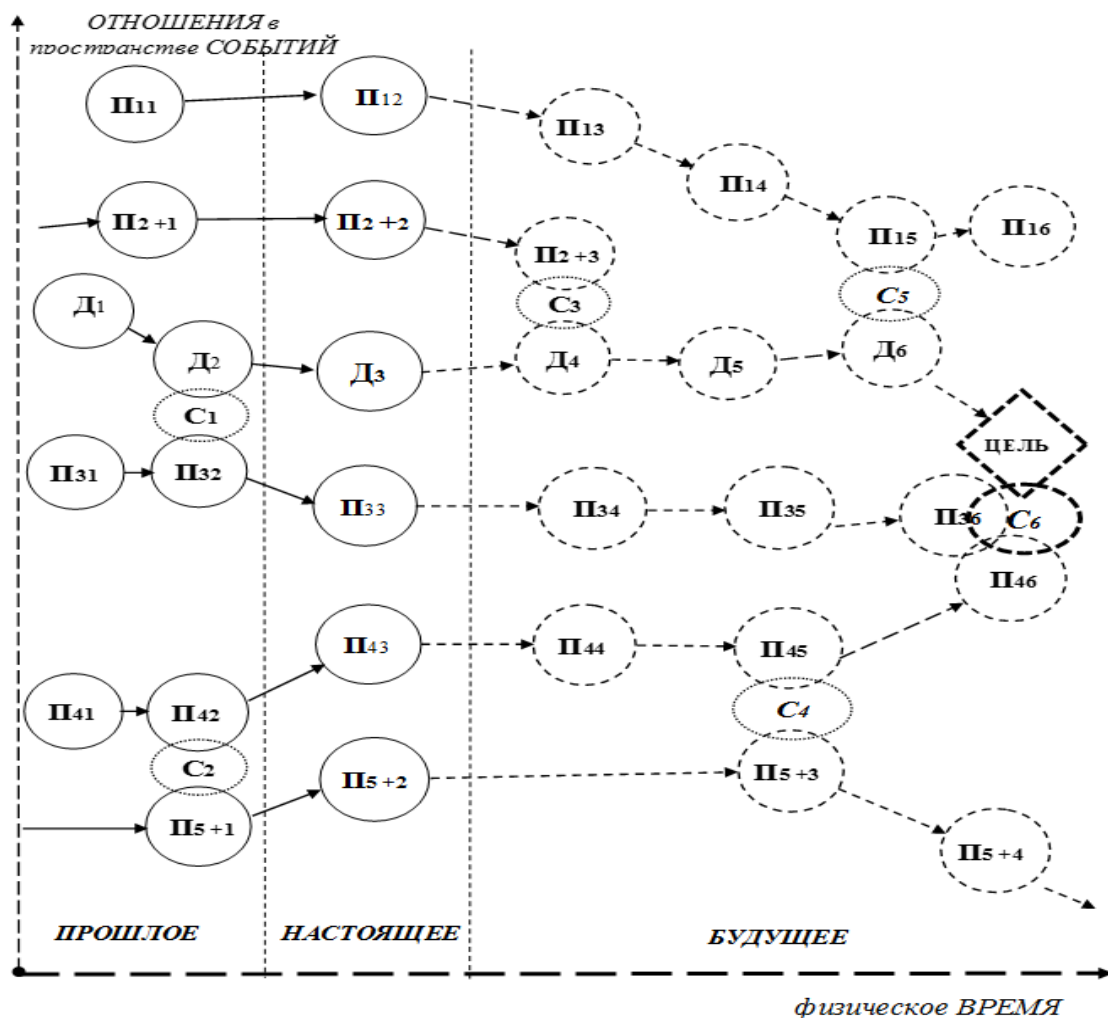 ОТНОШЕНИЯ в
пространстве СОБЫТИЙ
П11
П12
П13
П14
П15
П16
П2 +1
П2 +2
П2 +3
С3
С5
Д1
Д2
Д3
Д4
Д5
Д6
С1
ЦЕЛЬ
П31
П32
П33
П34
П35
П36
С6
П46
П41
П42
П43
П44
П45
С2
С4
П5 +1
П5 +2
П5 +3
П5 +4
ПРОШЛОЕ
НАСТОЯЩЕЕ
БУДУЩЕЕ
физическое ВРЕМЯ